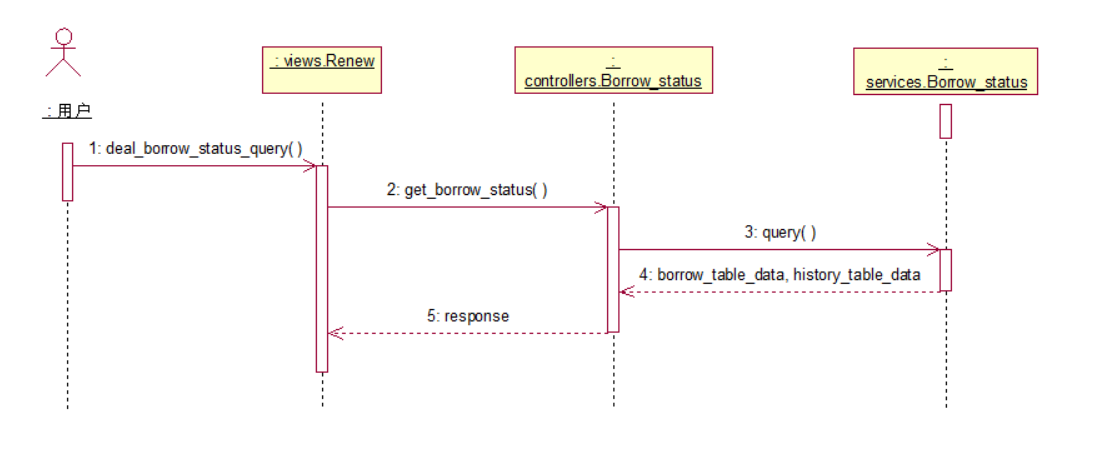 : 用户
: views.Renew
:
controllers.Borrow_status
:
services.Borrow_status
1: deal_borrow_status_query( )
2: get_borrow_status( )
3: query( )
4: borrow_table_data, history_table_data
5: response